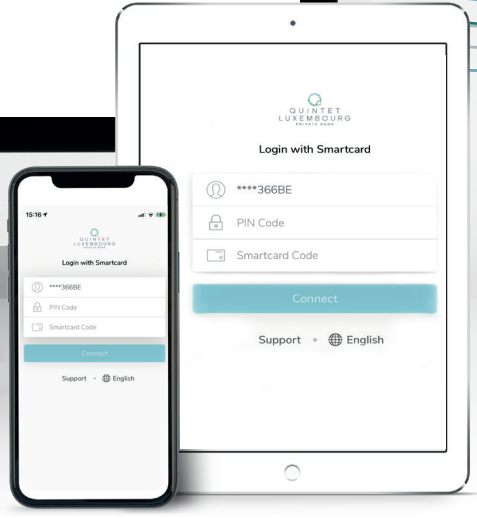 QUINTET
LUXEMBOURG
PRIVATE BANK
Login with Smartcard
****366BE
PIN Code
Smartcard Code
Connect
Support • English
15:16
QUINTET
LUXEMBOURG
PRIVATE BANK
Login with Smartcard
****366BE
PIN Code
Smartcard Code
Connect
Support • English